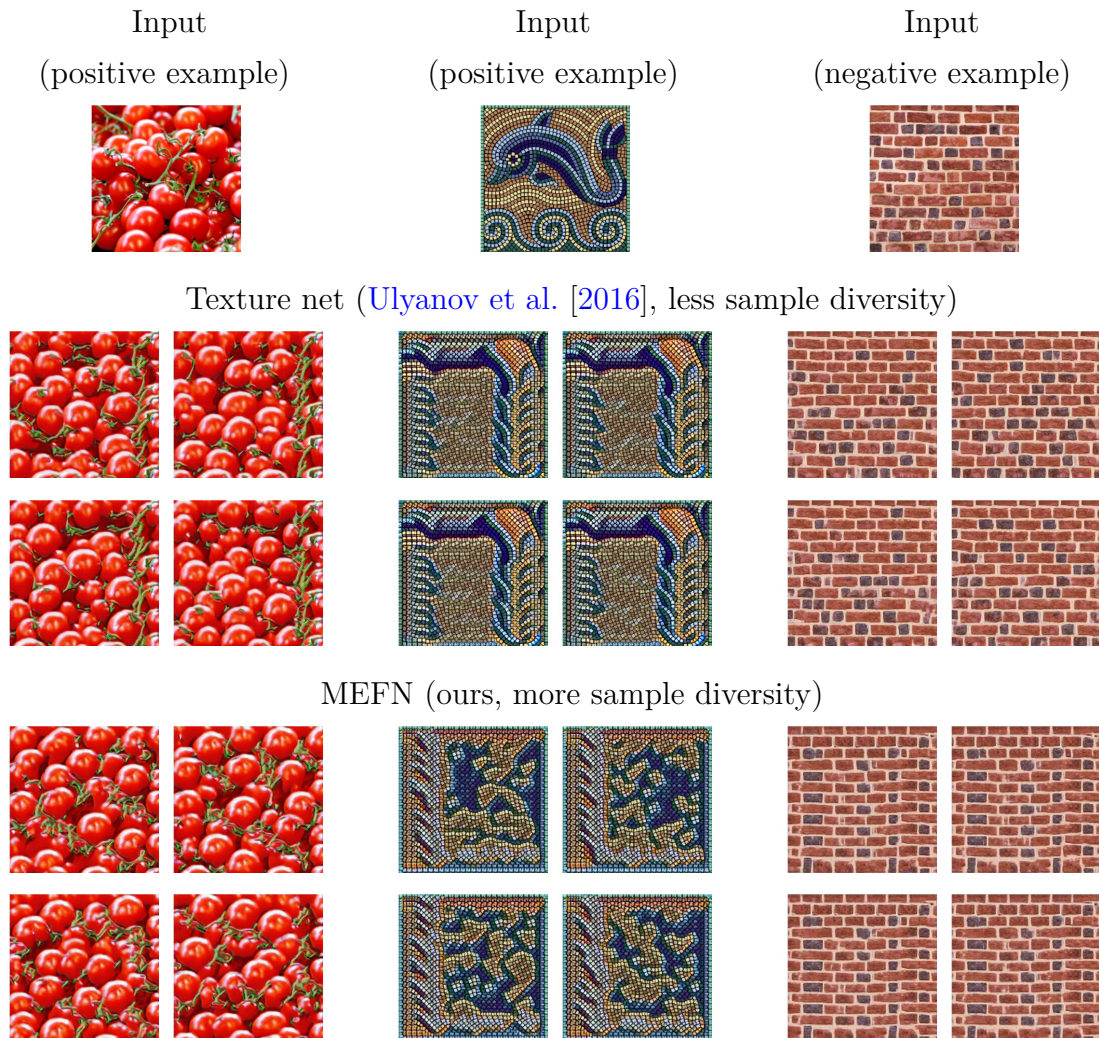 Input
(positive example)
Input
(positive example)
Input
(negative example)
Texture net (Ulyanov et al. [2016], less sample diversity)
MEFN (ours, more sample diversity)